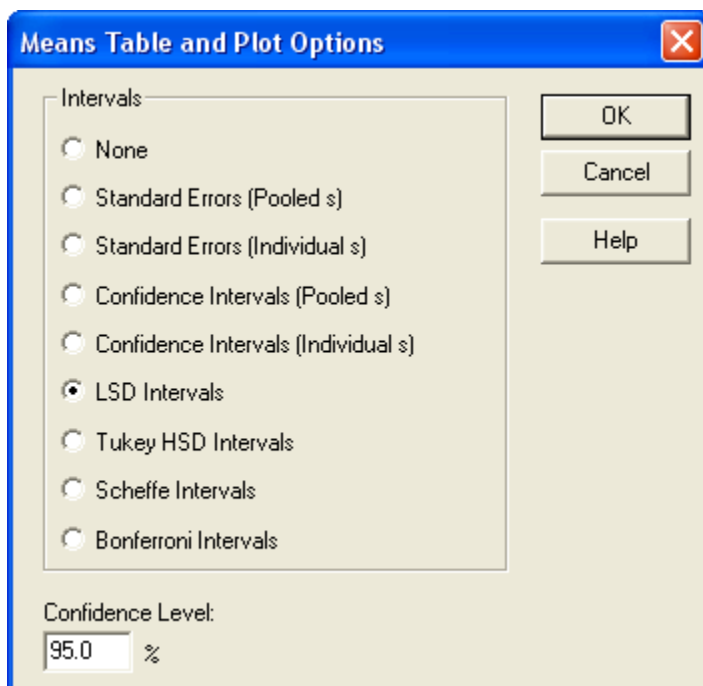 Means Table and Plot Options
Intervals
None
Standard Errors (Pooled s)
Standard Errors (Individual s)
Confidence Intervals (Pooled s)
Confidence Intervals (Individual s)
LSD Intervals
Tukey HSD Intervals
Scheffe Intervals
Bonferroni Intervals
OK
Cancel
Help
Confidence Level:
95.0 %